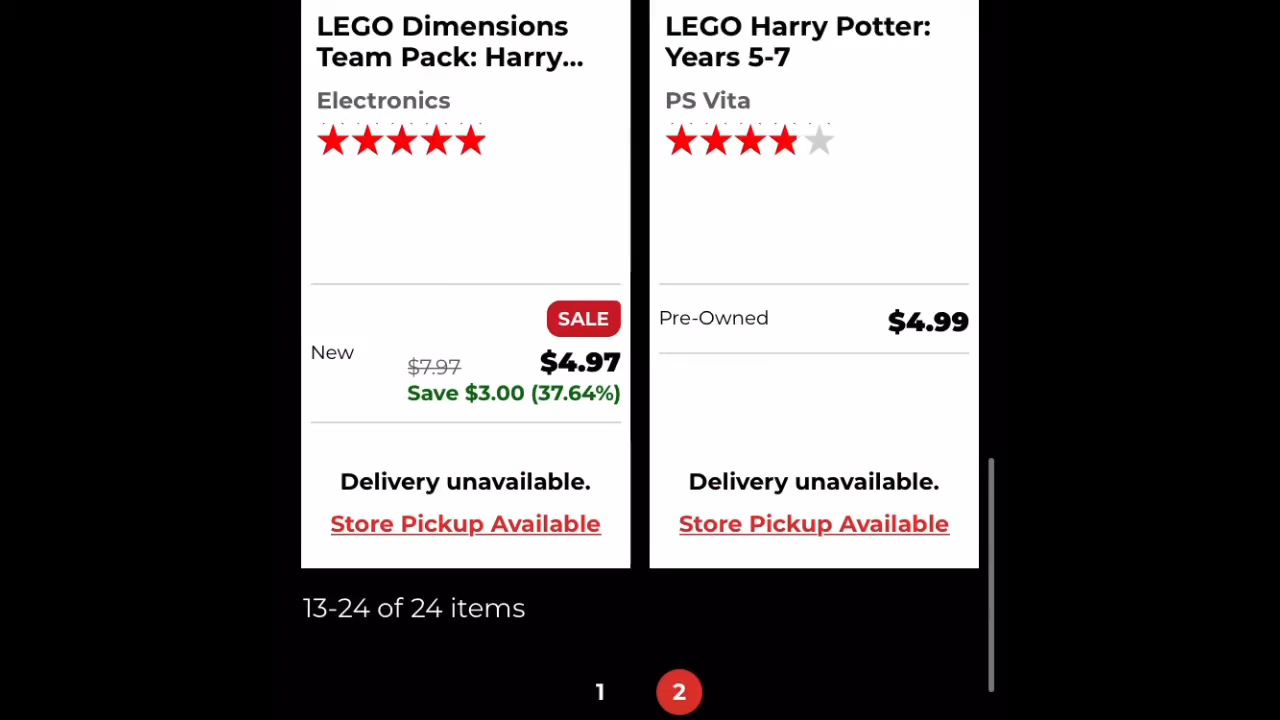 LEGO Dimensions
Team Pack: Harry...
Electronics
New
SALE
$7.97
$4.97
Save $3.00 (37.64%)
Delivery unavailable.
Store Pickup Available
LEGO Harry Potter:
Years 5-7
PS Vita
Pre-Owned
$4.99
Delivery unavailable.
Store Pickup Available
13-24 of 24 items
1
2